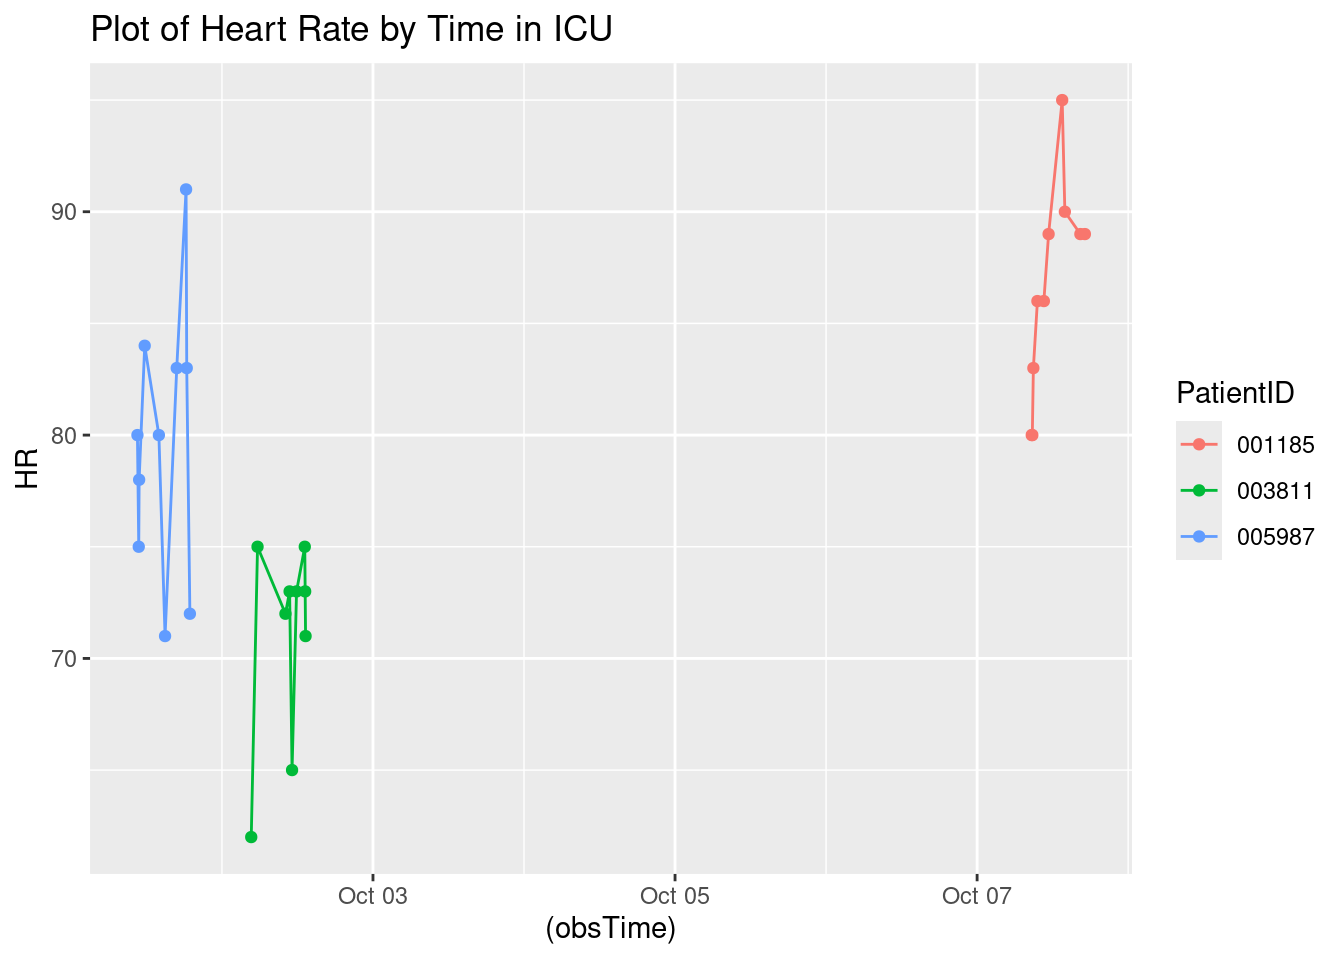 Plot of Heart Rate by Time in ICU
HR
90
80
70
Oct 03 Oct 05 Oct 07
(obsTime)
PatientID
001185
003811
005987